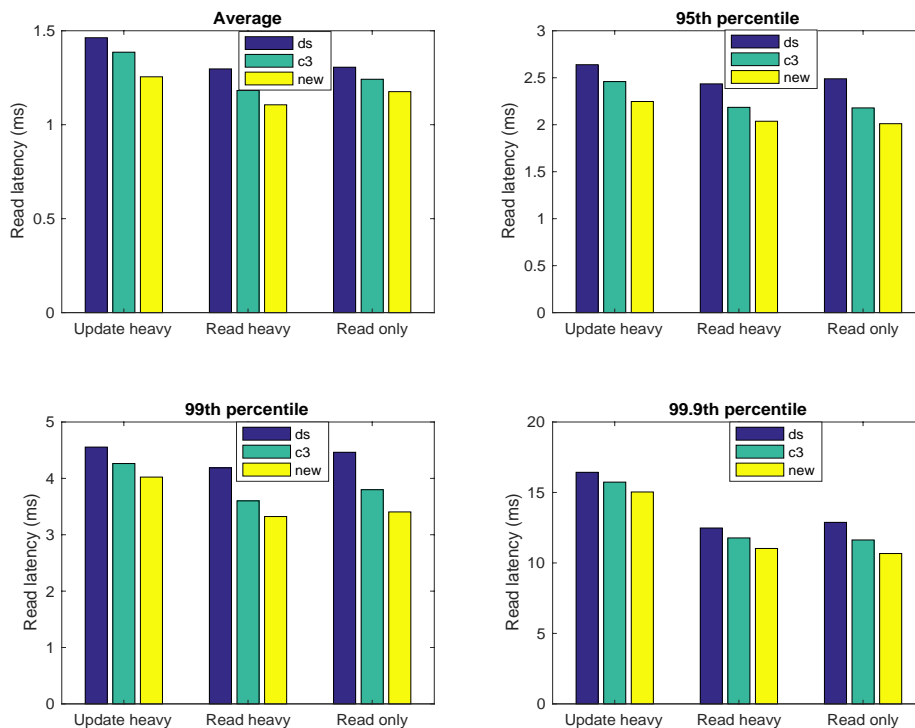 Average
Read latency (ms)
1.5
1
0.5
0
ds
c3
new
Update heavy Read heavy Read only
95th percentile
Read latency (ms)
3
2.5
2
1.5
1
0.5
0
ds
c3
new
Update heavy Read heavy Read only
99th percentile
Read latency (ms)
5
4
3
2
1
0
ds
c3
new
Update heavy Read heavy Read only
99.9th percentile
Read latency (ms)
20
15
10
5
0
ds
c3
new
Update heavy Read heavy Read only